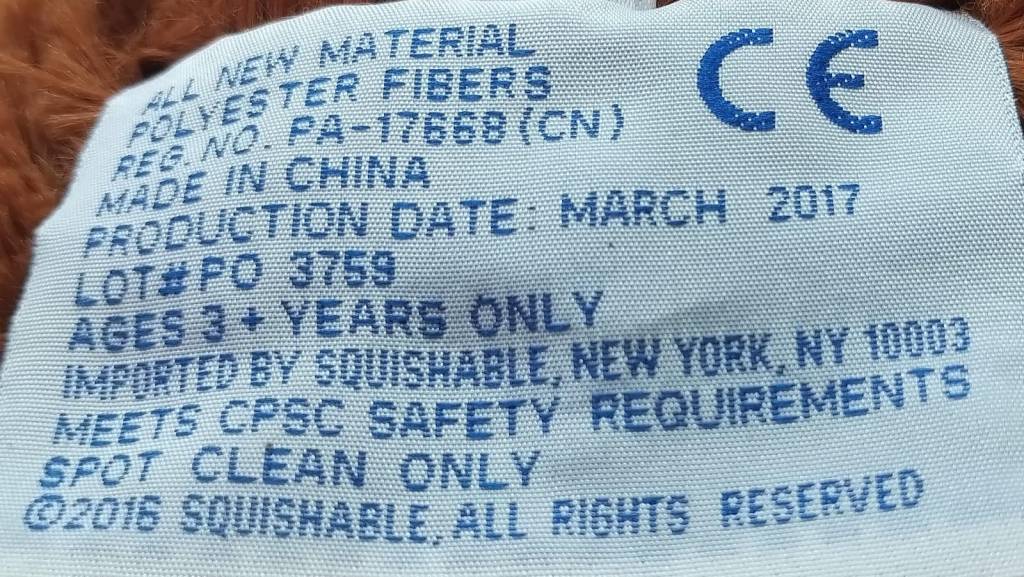 ALL NEW MATERIAL
POLYESTER FIBERS
REG. NO. PA-17668(CN)
MADE IN CHINA
PRODUCTION DATE: MARCH 2017
LOT#PO 3759
AGES 3+ YEARS ONLY
IMPORTED BY SQUISHABLE, NEW YORK, NY 10003
MEETS CPSC SAFETY REQUIREMENTS
SPOT CLEAN ONLY
©2016 SQUISHABLE, ALL RIGHTS RESERVED
CE